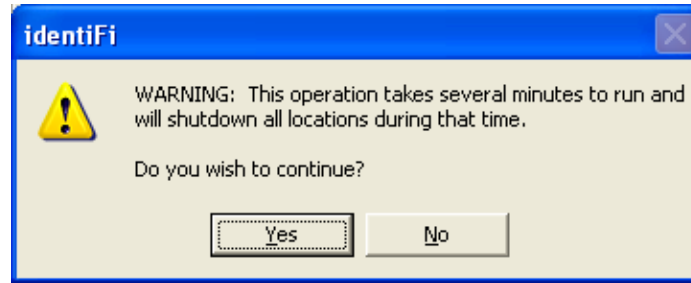 identiFi
WARNING:  This operation takes several minutes to run and
will shutdown all locations during that time.
Do you wish to continue?
Yes
No